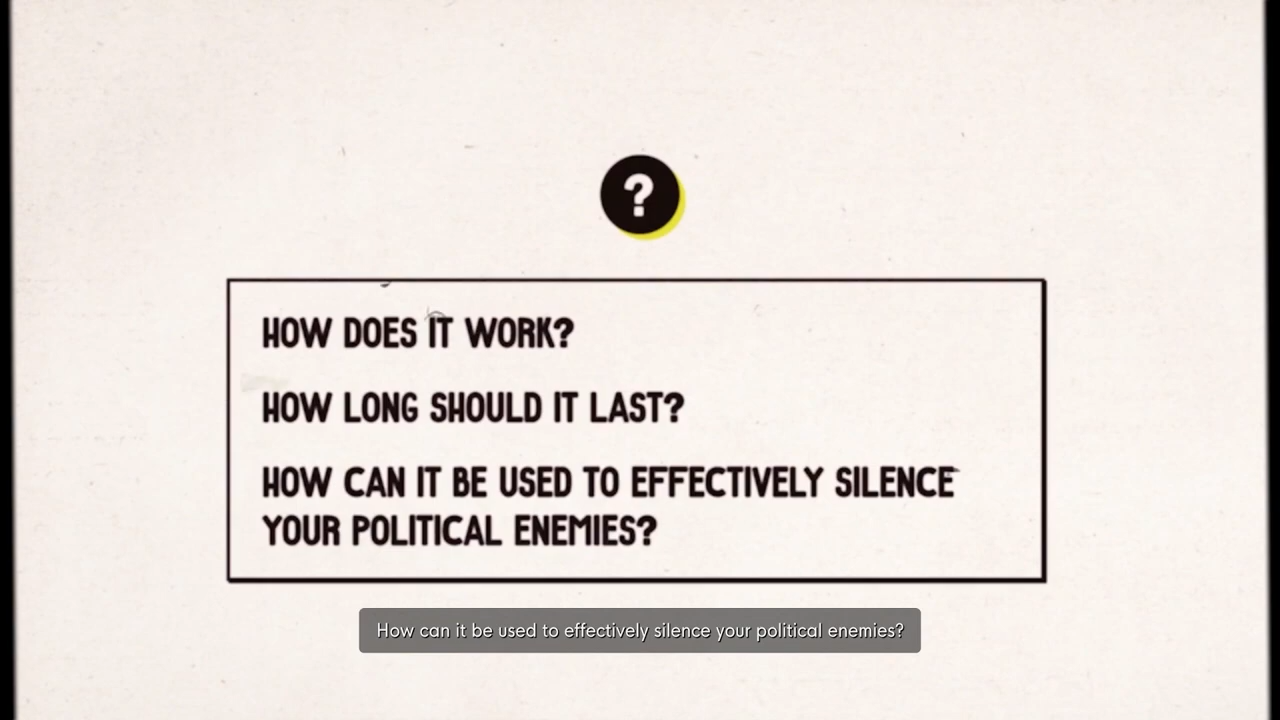 ?
HOW DOES IT WORK?
HOW LONG SHOULD IT LAST?
HOW CAN IT BE USED TO EFFECTIVELY SILENCE
YOUR POLITICAL ENEMIES?
How can it be used to effectively silence your political enemies?